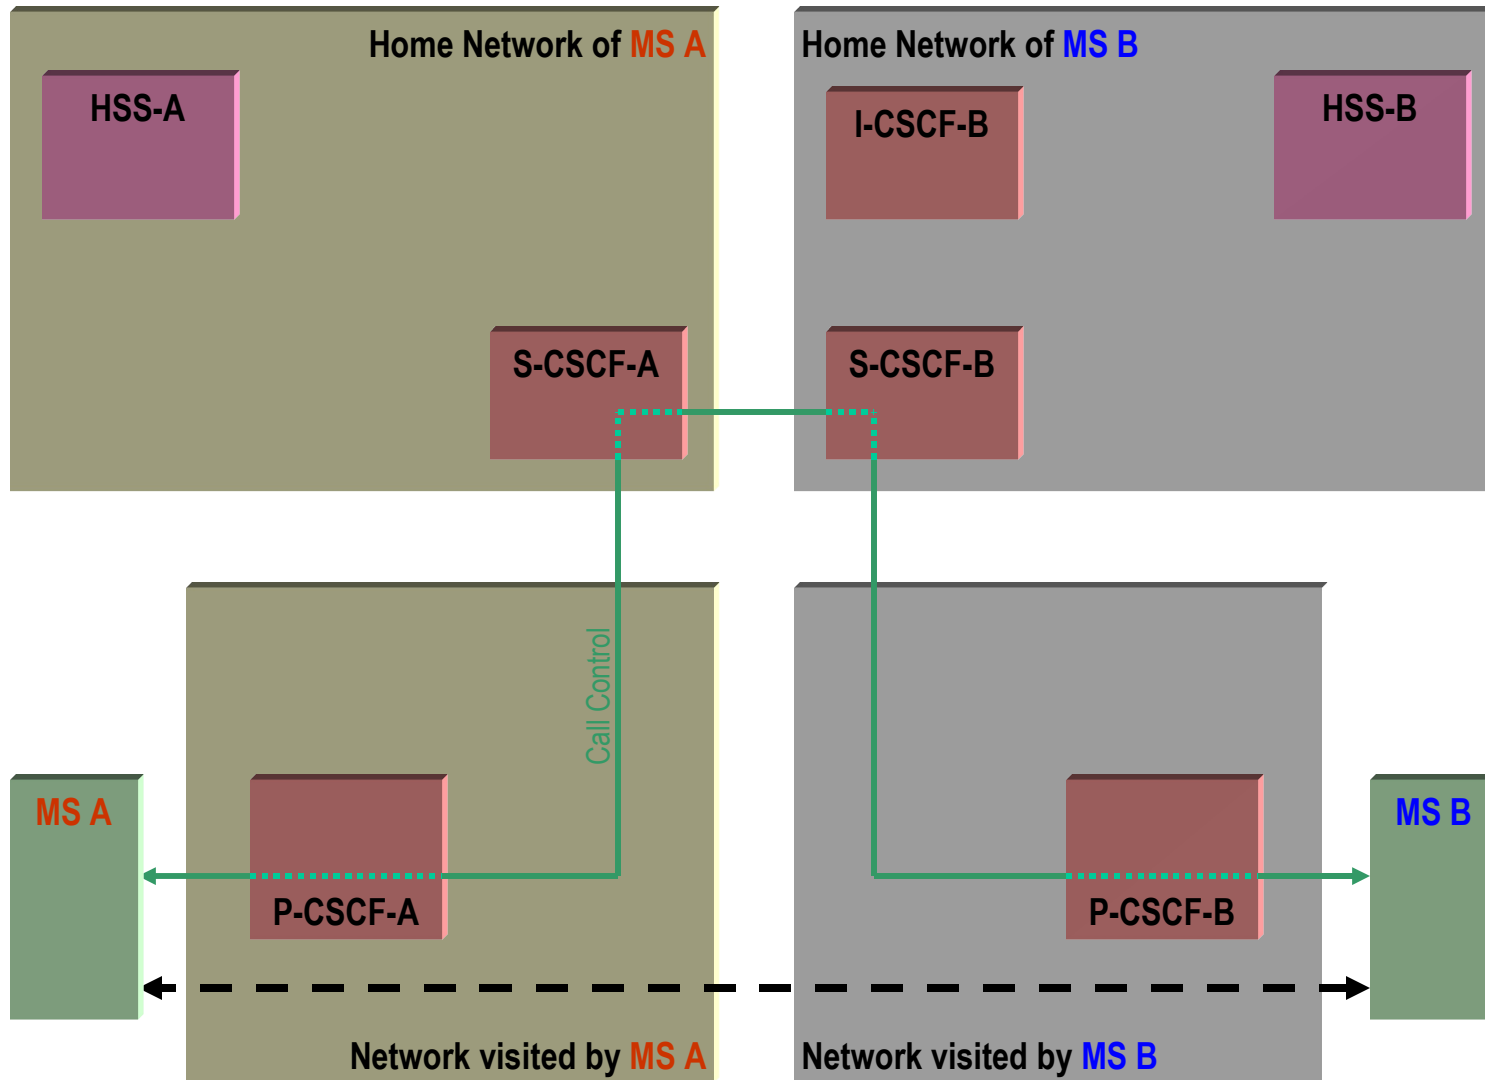 Home Network of MS A
Home Network of MS B
HSS-A
I-CSCF-B
HSS-B
S-CSCF-A
S-CSCF-B
Call Control
MS A
MS B
P-CSCF-A
P-CSCF-B
Network visited by MS A
Network visited by MS B